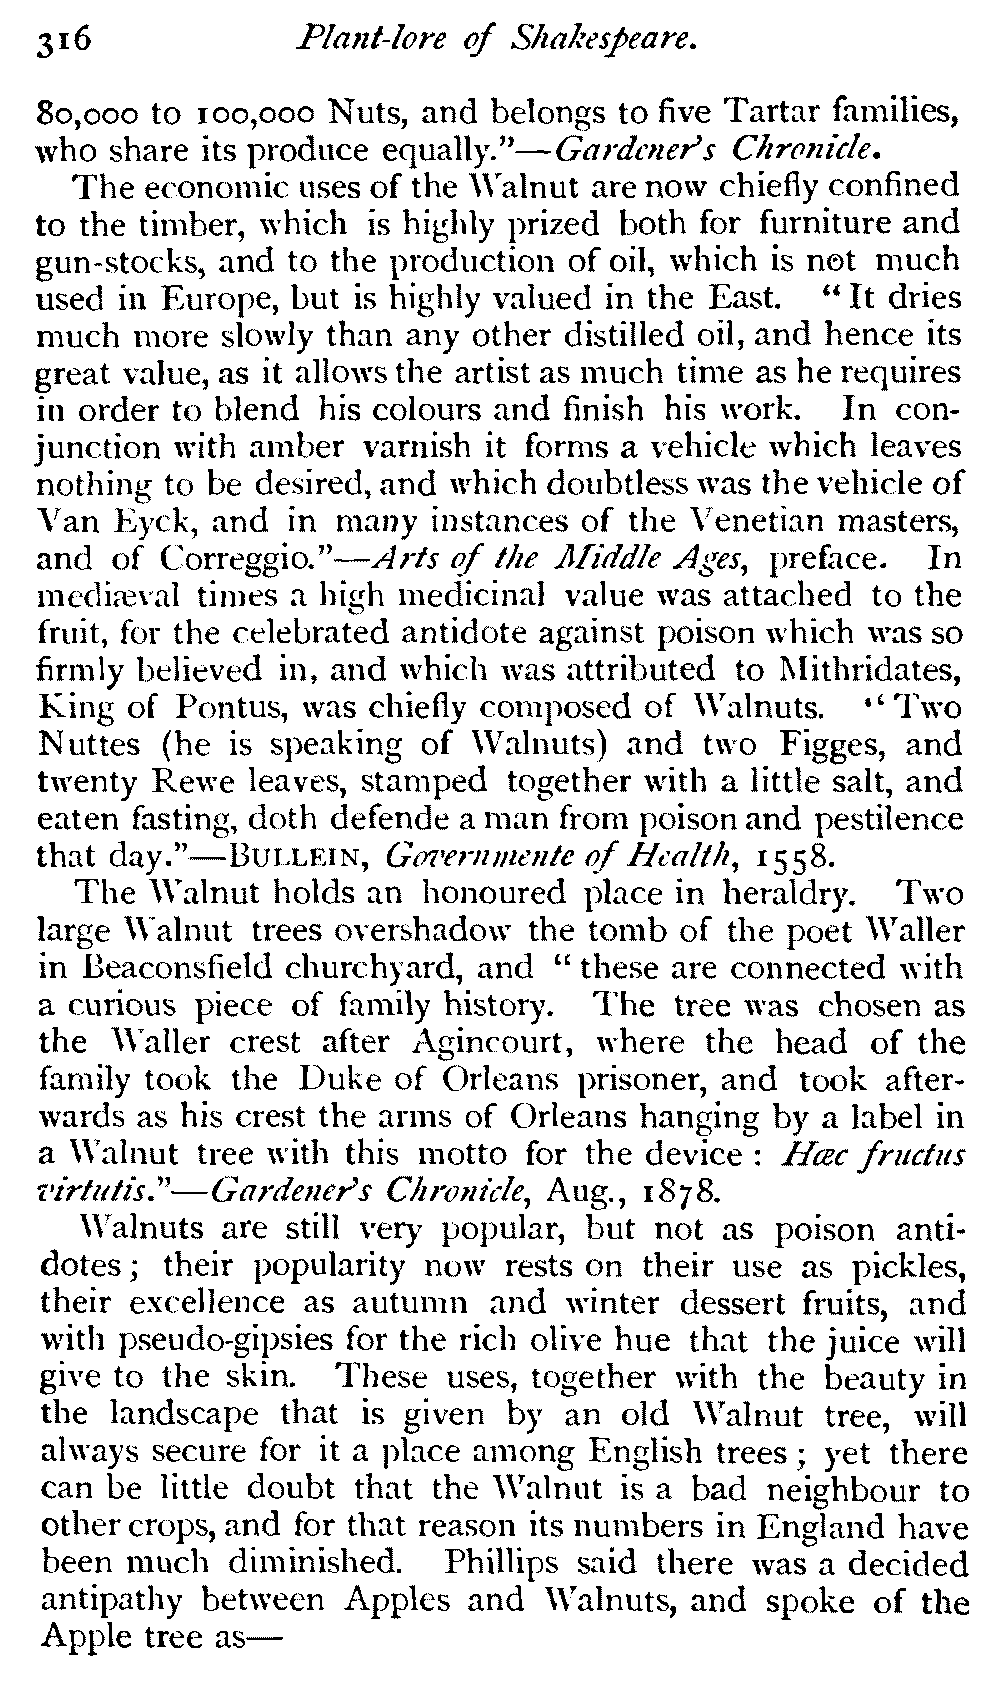 316 Plant-lore of Shakespeare.
80,000 to 100,000 Nuts, and belongs to five Tartar families,
who share its produce equally."—Gardener's Chronicle.
The economic uses of the Walnut are now chiefly confined
to the timber, which is highly prized both for furniture and
gun-stocks, and to the production of oil, which is not much
used in Europe, but is highly valued in the East. "It dries
much more slowly than any other distilled oil, and hence its
great value, as it allows the artist as much time as he requires
in order to blend his colours and finish his work. In con-
junction with amber varnish it forms a vehicle which leaves
nothing to be desired, and which doubtless was the vehicle of
Van Eyck, and in many instances of the Venetian masters,
and of Correggio."—Arts of the Middle Ages, preface. In
mediæval times a high medicinal value was attached to the
fruit, for the celebrated antidote against poison which was so
firmly believed in, and which was attributed to Mithridates,
King of Pontus, was chiefly composed of Walnuts. "Two
Nuttes (he is speaking of Walnuts) and two Figges, and
twenty Rewe leaves, stamped together with a little salt, and
eaten fasting, doth defende a man from poison and pestilence
that day."—BULLEIN, Governmente of Health, 1558.
The Walnut holds an honoured place in heraldry. Two
large Walnut trees overshadow the tomb of the poet Waller
in Beaconsfield churchyard, and "these are connected with
a curious piece of family history. The tree was chosen as
the Waller crest after Agincourt, where the head of the
family took the Duke of Orleans prisoner, and took after-
wards as his crest the arms of Orleans hanging by a label in
a Walnut tree with this motto for the device: Hæc fructus
virtutis."—Gardener's Chronicle, Aug., 1878.
Walnuts are still very popular, but not as poison anti-
dotes; their popularity now rests on their use as pickles,
their excellence as autumn and winter dessert fruits, and
with pseudo-gipsies for the rich olive hue that the juice will
give to the skin. These uses, together with the beauty in
the landscape that is given by an old Walnut tree, will
always secure for it a place among English trees; yet there
can be little doubt that the Walnut is a bad neighbour to
other crops, and for that reason its numbers in England have
been much diminished. Phillips said there was a decided
antipathy between Apples and Walnuts, and spoke of the
Apple tree as—